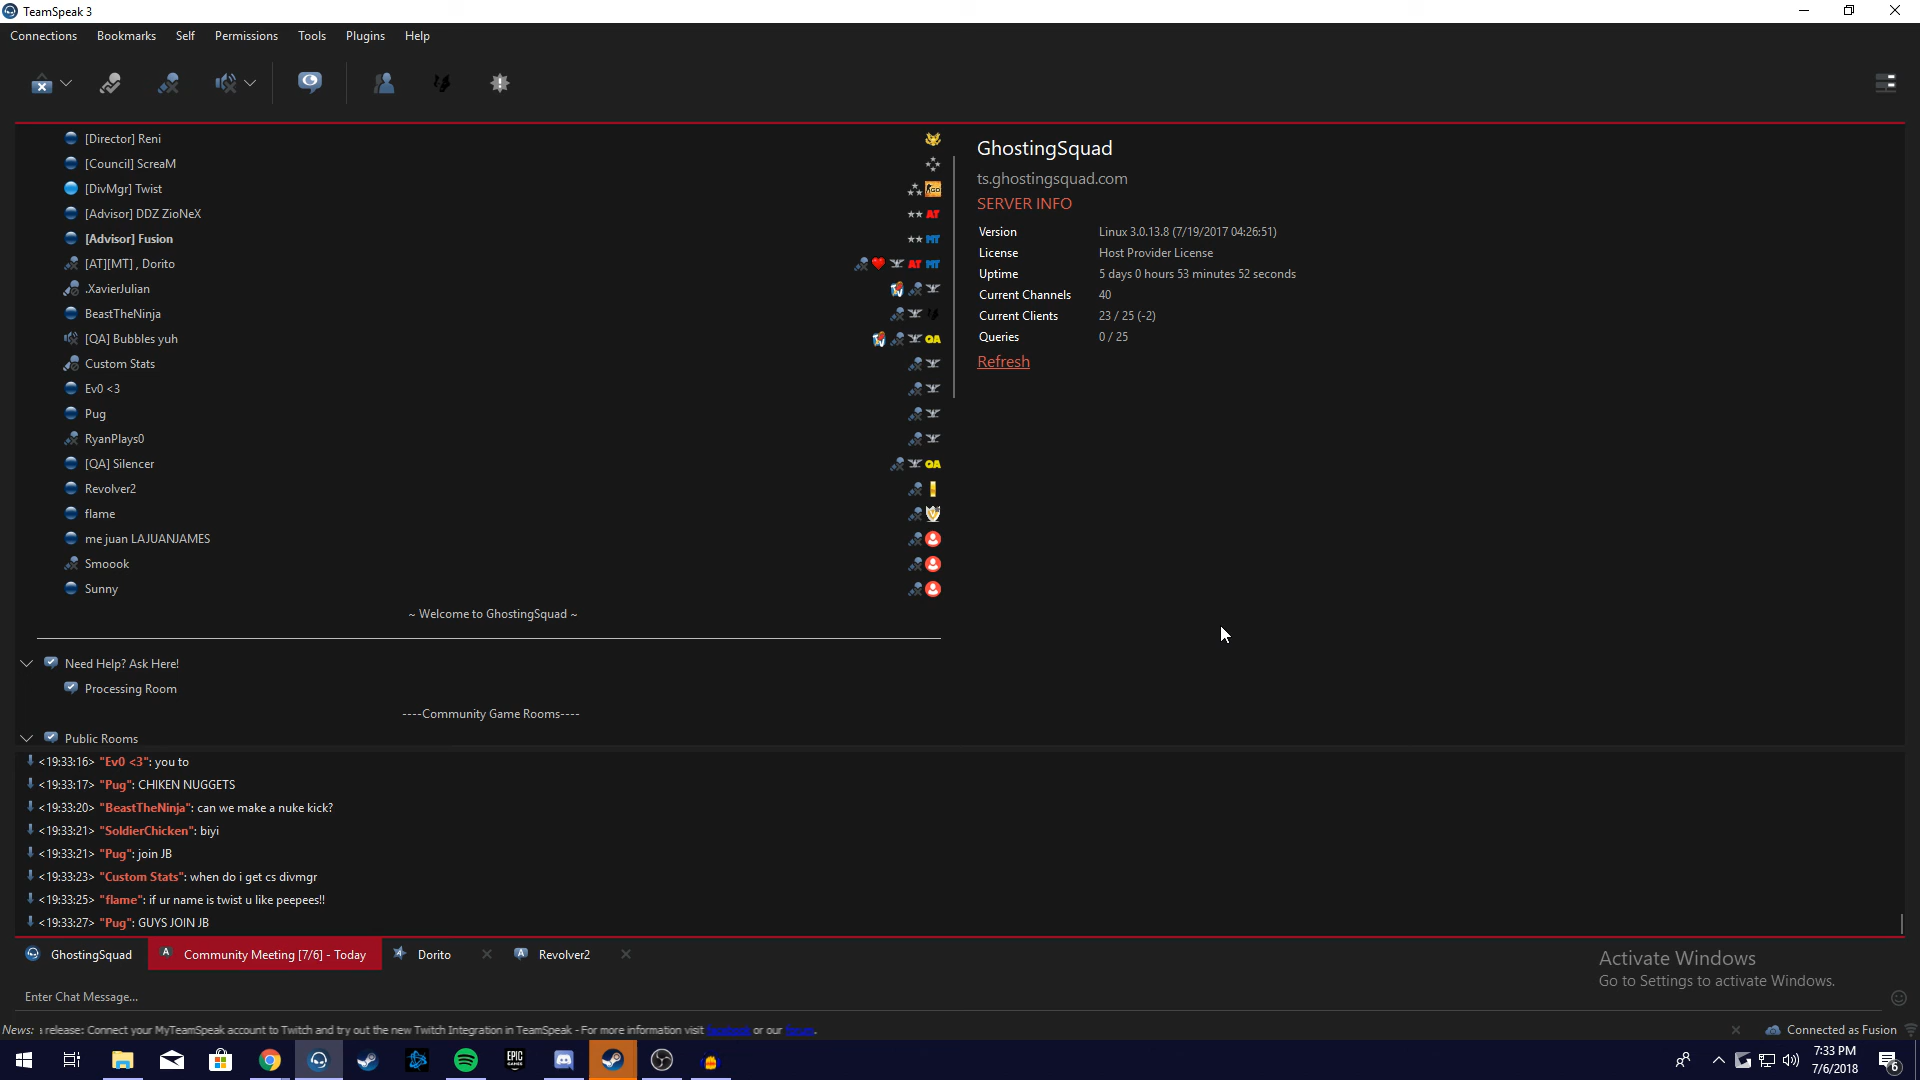 TeamSpeak 3
Connections Bookmarks Self Permissions Tools Plugins Help
[Director] Reni
[Council] ScreaM
[DivMgr] Twist
[Advisor] DDZ ZioNeX
AT
[Advisor] Fusion
MT
[AT][MT] , Dorito
AT MT
.XavierJulian
BeastTheNinja
[QA] Bubbles yuh
QA
Custom Stats
Ev0 <3
Pug
RyanPlays0
[QA] Silencer
QA
Revolver2
flame
me juan LAJUANJAMES
Smoook
Sunny
~ Welcome to GhostingSquad ~
Need Help? Ask Here!
Processing Room
----Community Game Rooms----
Public Rooms
GhostingSquad
ts.ghostingsquad.com
SERVER INFO
Version Linux 3.0.13.8 (7/19/2017 04:26:51)
License Host Provider License
Uptime 5 days 0 hours 53 minutes 52 seconds
Current Channels 40
Current Clients 23 / 25 (-2)
Queries 0 / 25
Refresh
<19:33:16> "Ev0 <3": you to
<19:33:17> "Pug": CHIKEN NUGGETS
<19:33:20> "BeastTheNinja": can we make a nuke kick?
<19:33:21> "SoldierChicken": biyi
<19:33:21> "Pug": join JB
<19:33:23> "Custom Stats": when do i get cs divmgr
<19:33:25> "flame": if ur name is twist u like peepees!!
<19:33:27> "Pug": GUYS JOIN JB
GhostingSquad Community Meeting [7/6] - Today Dorito Revolver2
Activate Windows
Go to Settings to activate Windows.
Enter Chat Message...
News: release: Connect your MyTeamSpeak account to Twitch and try out the new Twitch Integration in TeamSpeak - For more information visit facebook or our forum.
Connected as Fusion
EPIC GAMES
7:33 PM
7/6/2018
6